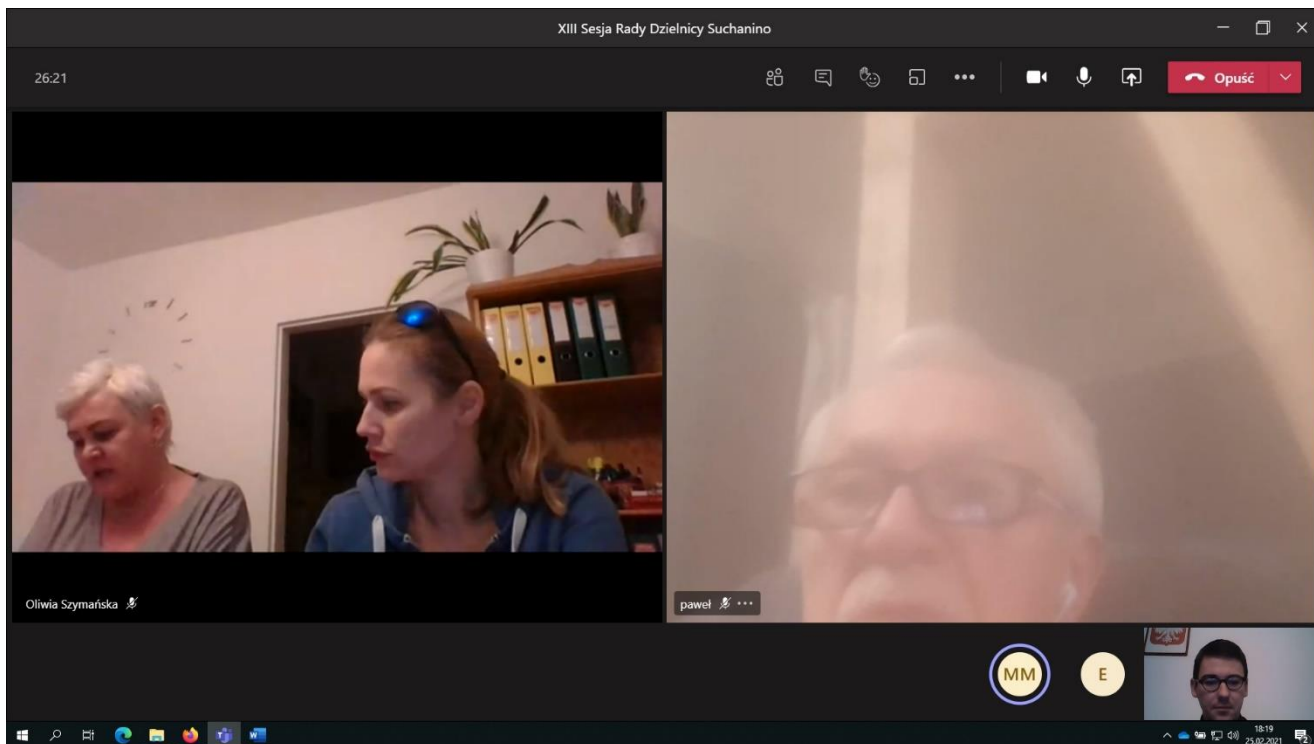 XIII Sesja Rady Dzielnicy Suchanino
26:21
Opuść
Oliwia Szymańska
paweł
MM
E
18:19
25.02.2021